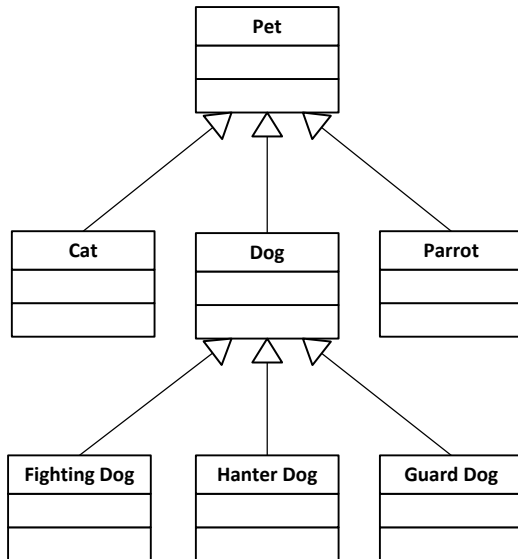 Pet
Cat
Dog
Parrot
Fighting Dog
Hanter Dog
Guard Dog